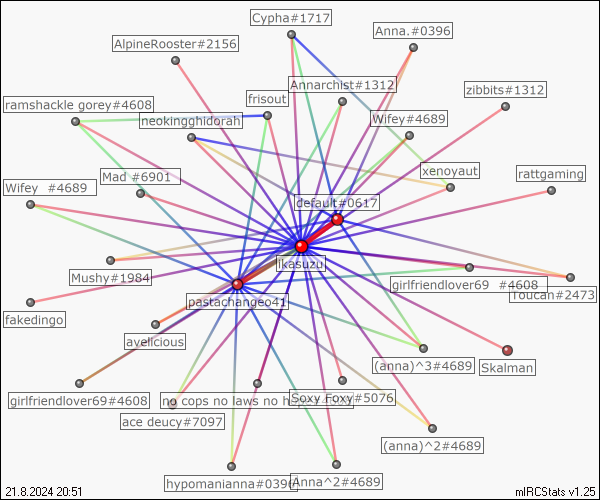 Cypha#1717
Anna.#0396
AlpineRooster#2156
Annarchist#1312
zibbits#1312
frisout
ramshackle gorey#4608
neokingghidorah
Wifey#4689
xenoyaut
Mad #6901
rattgaming
Wifey  #4689
default#0617
ikasuzu
Mushy#1984
girlfriendlover69  #4608
Toucan#2473
pastachangeo41
fakedingo
ayelicious
(anna)^3#4689
Skalman
girlfriendlover69#4608
no cops no laws no
Soxy Foxy#5076
ace deucy#7097
(anna)^2#4689
hypomanianna#0396
Anna^2#4689
21.8.2024 20:51
mIRCStats v1.25